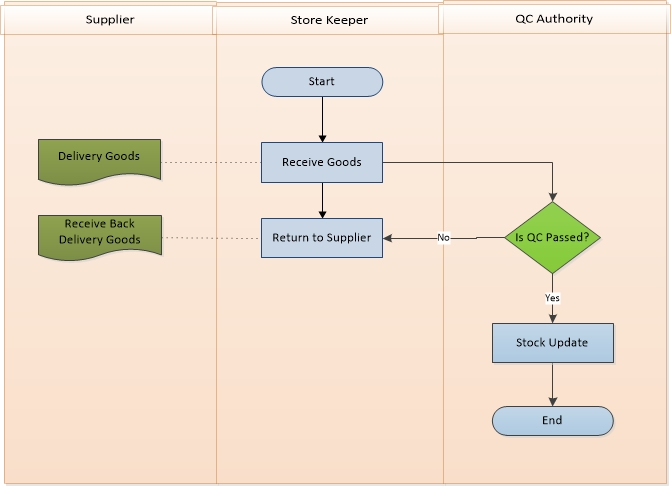 Supplier
Store Keeper
QC Authority
Start
Delivery Goods
Receive Goods
Receive Back
Delivery Goods
Return to Supplier
No
Is QC Passed?
Yes
Stock Update
End